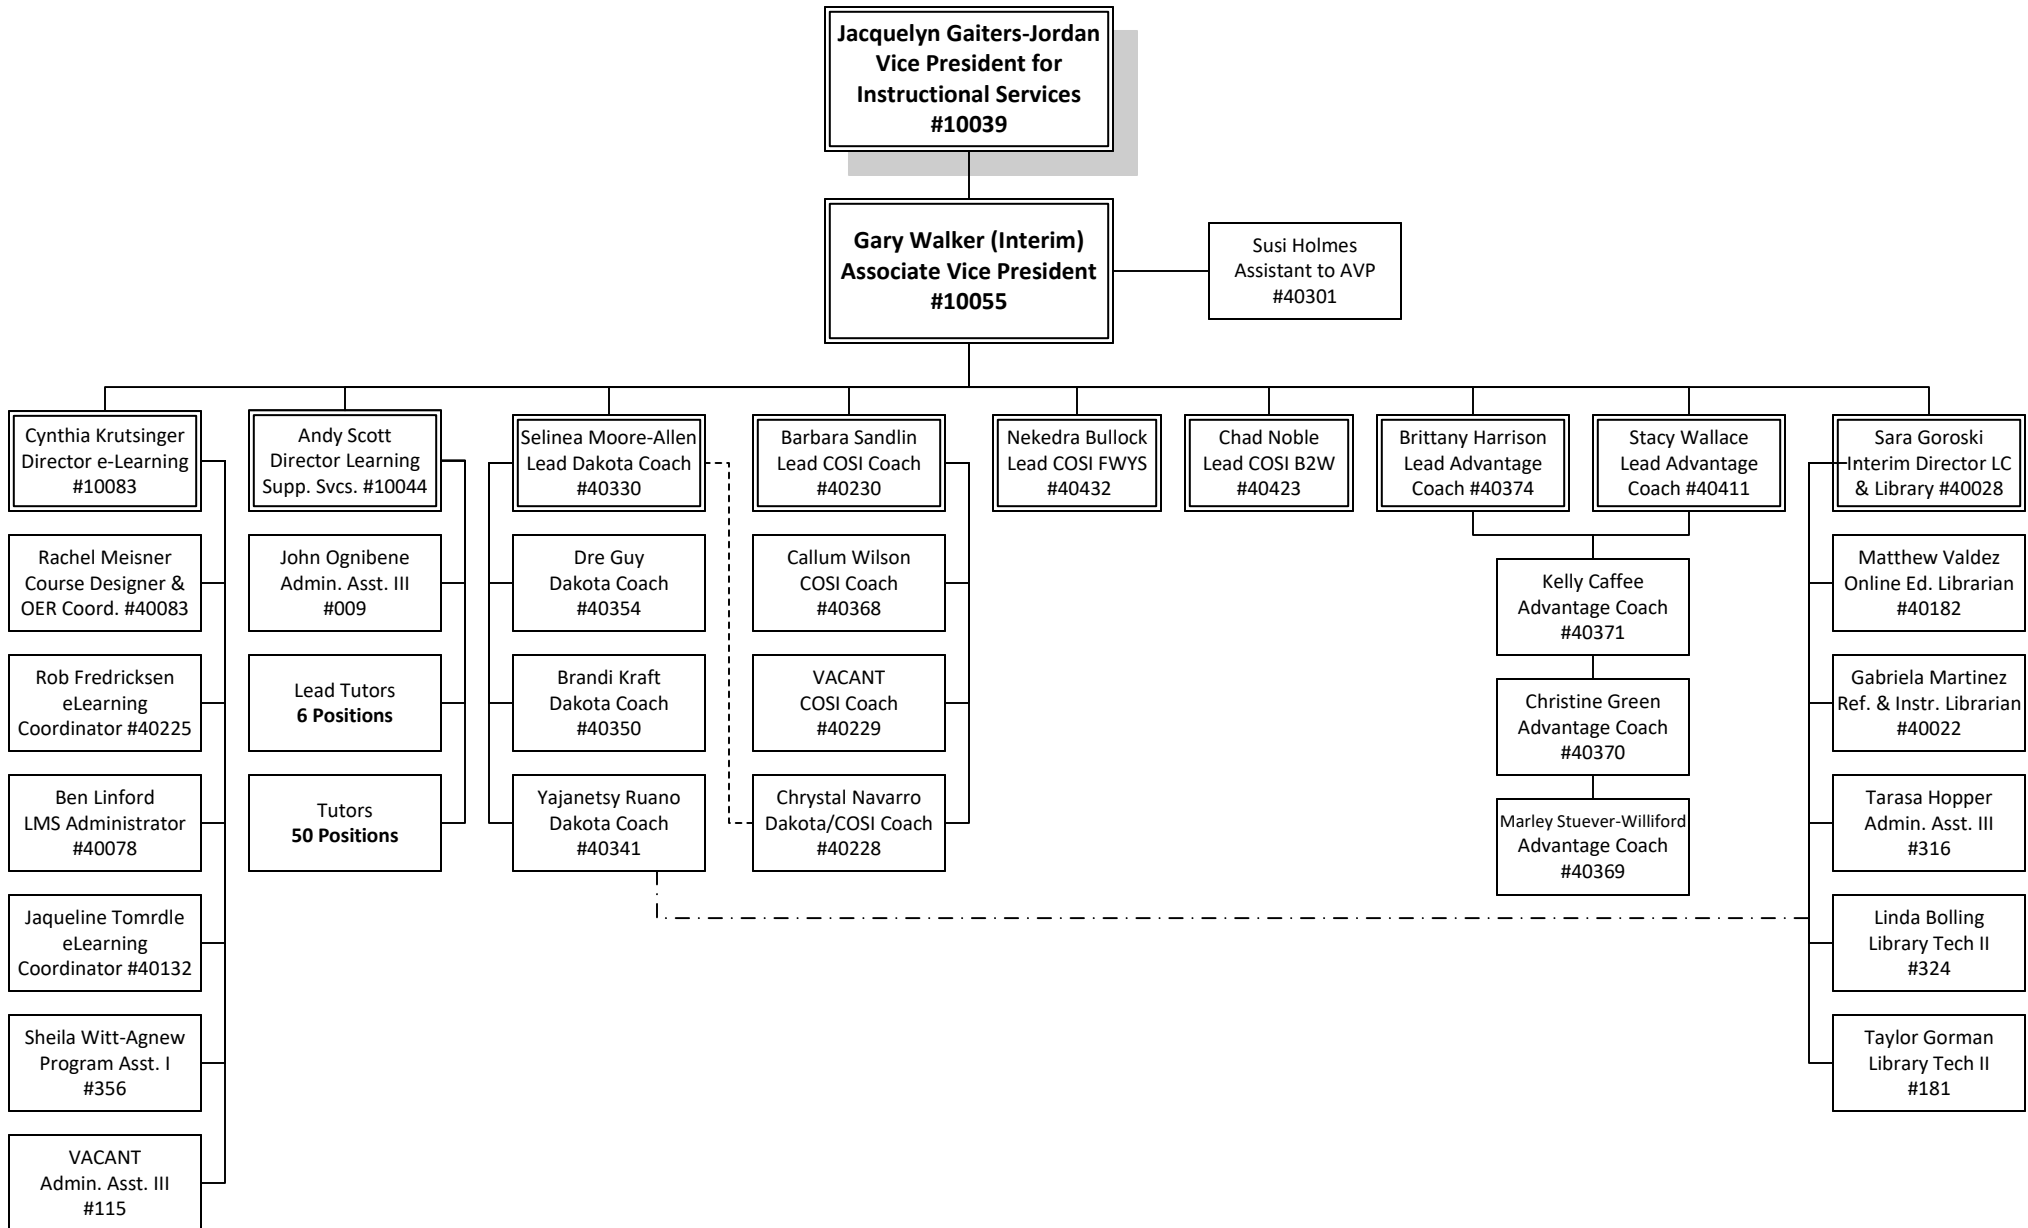 Jacquelyn Gaiters-Jordan
Vice President for
Instructional Services
#10039
Gary Walker (Interim)
Associate Vice President
#10055
Susi Holmes
Assistant to AVP
#40301
Cynthia Krutsinger
Director e-Learning
#10083
Rachel Meisner
Course Designer &
OER Coord. #40083
Rob Fredricksen
eLearning
Coordinator #40225
Ben Linford
LMS Administrator
#40078
Jaqueline Tomrdle
eLearning
Coordinator #40132
Sheila Witt-Agnew
Program Asst. I
#356
VACANT
Admin. Asst. III
#115
Andy Scott
Director Learning
Supp. Svcs. #10044
John Ognibene
Admin. Asst. III
#009
Lead Tutors
6 Positions
Tutors
50 Positions
Selinea Moore-Allen
Lead Dakota Coach
#40330
Dre Guy
Dakota Coach
#40354
Brandi Kraft
Dakota Coach
#40350
Yajanetsy Ruano
Dakota Coach
#40341
Barbara Sandlin
Lead COSI Coach
#40230
Callum Wilson
COSI Coach
#40368
VACANT
COSI Coach
#40229
Chrystal Navarro
Dakota/COSI Coach
#40228
Nekedra Bullock
Lead COSI FWYS
#40432
Chad Noble
Lead COSI B2W
#40423
Brittany Harrison
Lead Advantage
Coach #40374
Stacy Wallace
Lead Advantage
Coach #40411
Kelly Caffee
Advantage Coach
#40371
Christine Green
Advantage Coach
#40370
Marley Stuever-Williford
Advantage Coach
#40369
Sara Goroski
Interim Director LC
& Library #40028
Matthew Valdez
Online Ed. Librarian
#40182
Gabriela Martinez
Ref. & Instr. Librarian
#40022
Tarasa Hopper
Admin. Asst. III
#316
Linda Bolling
Library Tech II
#324
Taylor Gorman
Library Tech II
#181